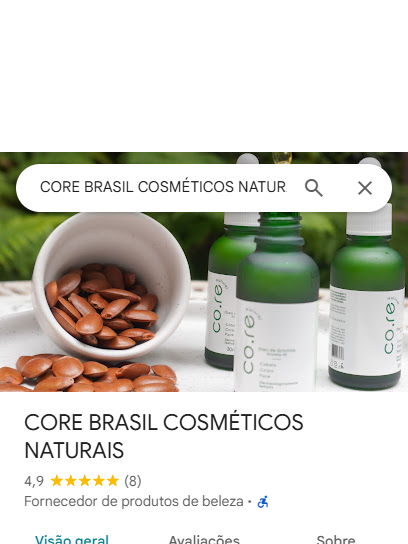 CORE BRASIL COSMÉTICOS NATUR
co.re
co.re
co.re
CORE BRASIL COSMÉTICOS
NATURAIS
4,9 ★★★★★ (8)
Fornecedor de produtos de beleza ·
Visão geral
Avaliações
Sobre